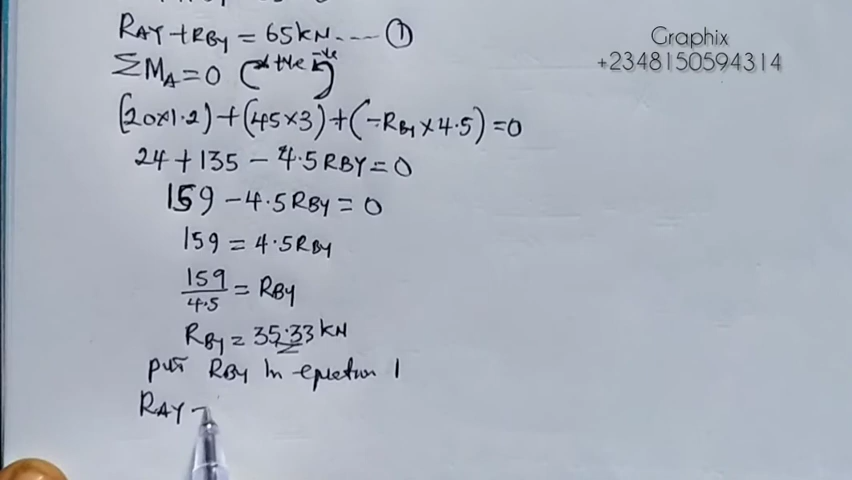 RAY + RBY = 65KN ---- ①
Graphix
+2348150594314
ΣMA = 0 (+ve -ve)
(20×1.2) + (45×3) + (-RBY × 4.5) = 0
24 + 135 - 4.5RBY = 0
159 - 4.5RBY = 0
159 = 4.5RBY
159/4.5 = RBY
RBY = 35.33KN
put RBY in equation 1
RAY